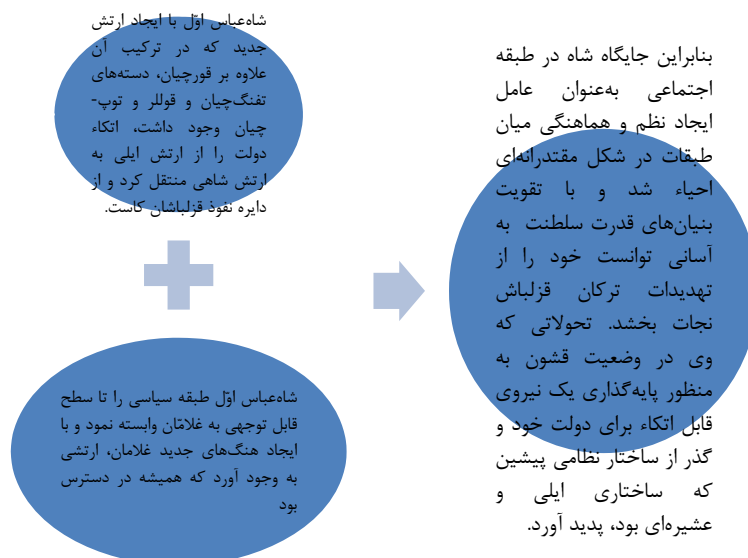 شاه‌عباس اوّل با ایجاد ارتش
جدید که در ترکیب آن
علاوه بر قورچیان، دسته‌های
تفنگ‌چیان و قوللر و توپ-
چیان وجود داشت، اتکاء
دولت را از ارتش ایلی به
ارتش شاهی منتقل کرد و از
دایره نفوذ قزلباشان کاست.
شاه‌عباس اول طبقه سیاسی را تا سطح
قابل توجهی به غلامّان وابسته نمود و با
ایجاد هنگ‌های جدید غلامان، ارتشی
به وجود آورد که همیشه در دسترس
بود
بنابراین جایگاه شاه در طبقه
اجتماعی به‌عنوان عامل
ایجاد نظم و هماهنگی میان
طبقات در شکل مقتدرانه‌ای
احیاء شد و با تقویت
بنیان‌های قدرت سلطنت به
آسانی توانست خود را از
تهدیدات ترکان قزلباش
نجات بخشد. تحولاتی که
وی در وضعیت قشون به
منظور پایه‌گذاری یک نیروی
قابل اتکاء برای دولت خود و
گذر از ساختار نظامی پیشین
که ساختاری ایلی و
عشیره‌ای بود، پدید آورد.